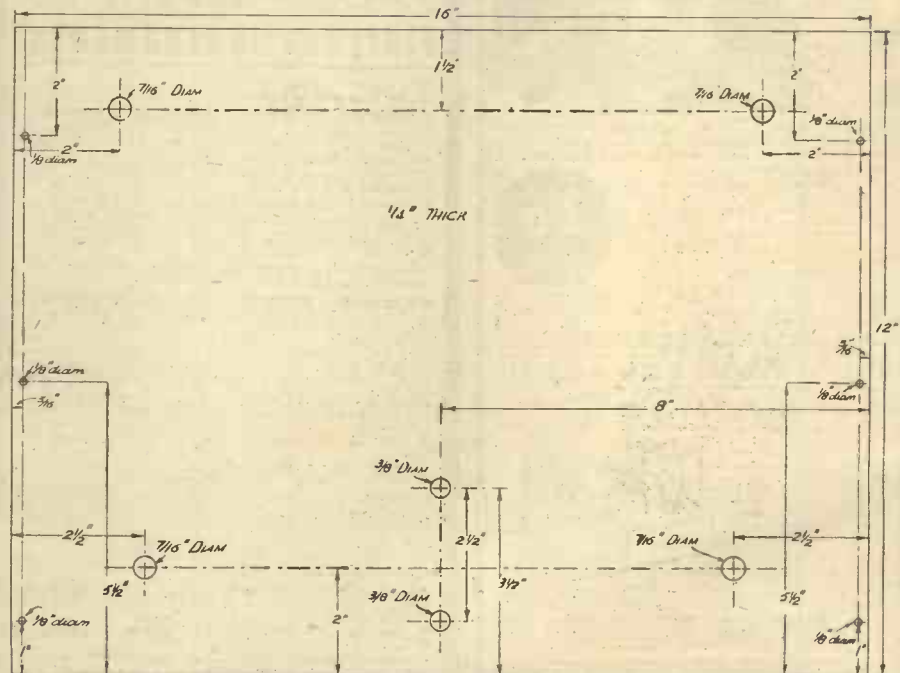 16"
2"
1½"
2"
7/16" DIAM
7/16" DIAM
1/8" diam
1/8" diam
2"
2"
1/4" THICK
12"
3/16"
1/8" diam
1/8" diam
3/16"
8"
3/8" DIAM
2½"
2½"
2½"
7/16" DIAM
7/16" DIAM
3½"
5½"
5½"
3/8" DIAM
2"
1/8" diam
1/8" diam
1"
1"